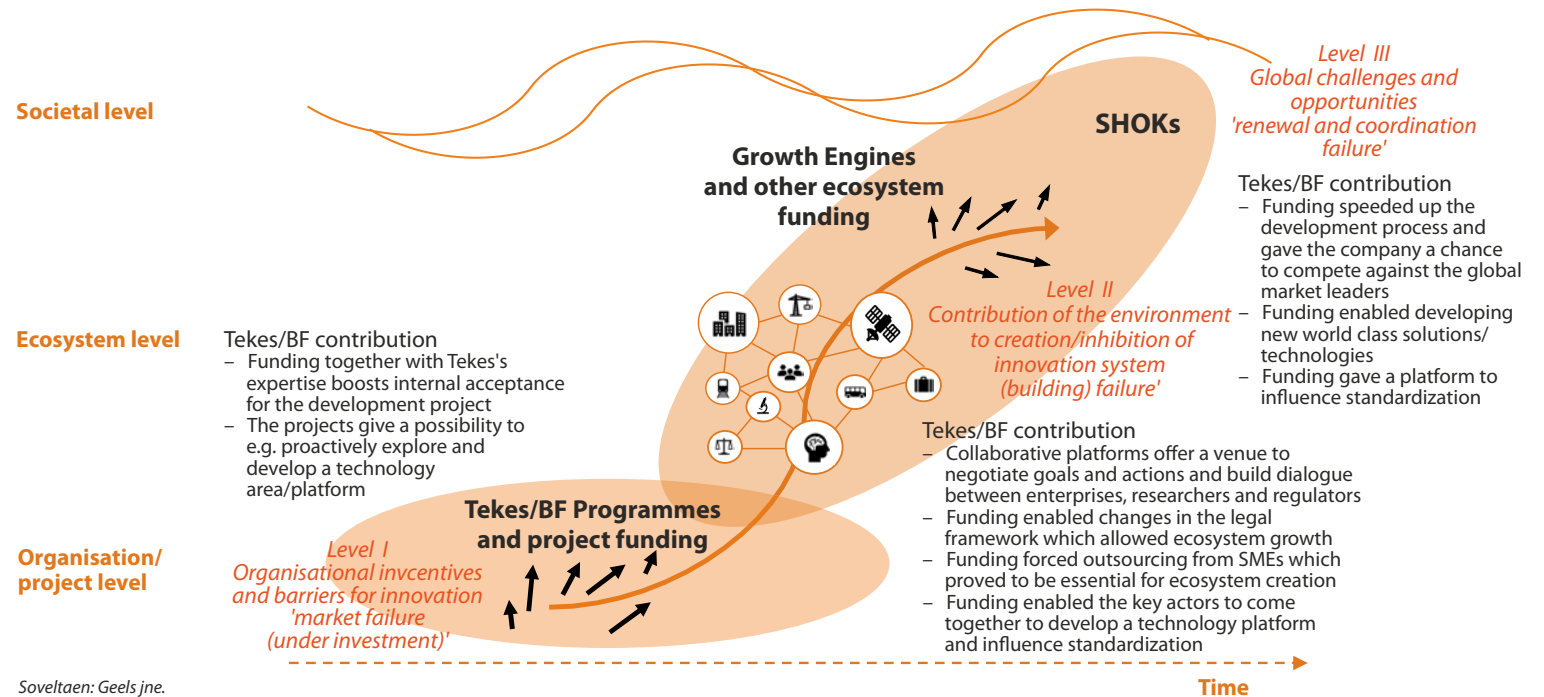 Societal level
Level III
Global challenges and
opportunities
'renewal and coordination
failure'
SHOKs
Growth Engines
and other ecosystem
funding
Tekes/BF contribution
– Funding speeded up the
development process and
gave the company a chance
to compete against the global
market leaders
– Funding enabled developing
new world class solutions/
technologies
– Funding gave a platform to
influence standardization
Ecosystem level
Tekes/BF contribution
– Funding together with Tekes's
expertise boosts internal acceptance
for the development project
– The projects give a possibility to
e.g. proactively explore and
develop a technology
area/platform
Level II
Contribution of the environment
to creation/inhibition of
innovation system
(building) failure'
Tekes/BF contribution
– Collaborative platforms offer a venue to
negotiate goals and actions and build dialogue
between enterprises, researchers and regulators
– Funding enabled changes in the legal
framework which allowed ecosystem growth
– Funding forced outsourcing from SMEs which
proved to be essential for ecosystem creation
– Funding enabled the key actors to come
together to develop a technology platform
and influence standardization
Organisation/
project level
Tekes/BF Programmes
and project funding
Level I
Organisational invcentives
and barriers for innovation
'market failure
(under investment)'
Time
Soveltaen: Geels jne.